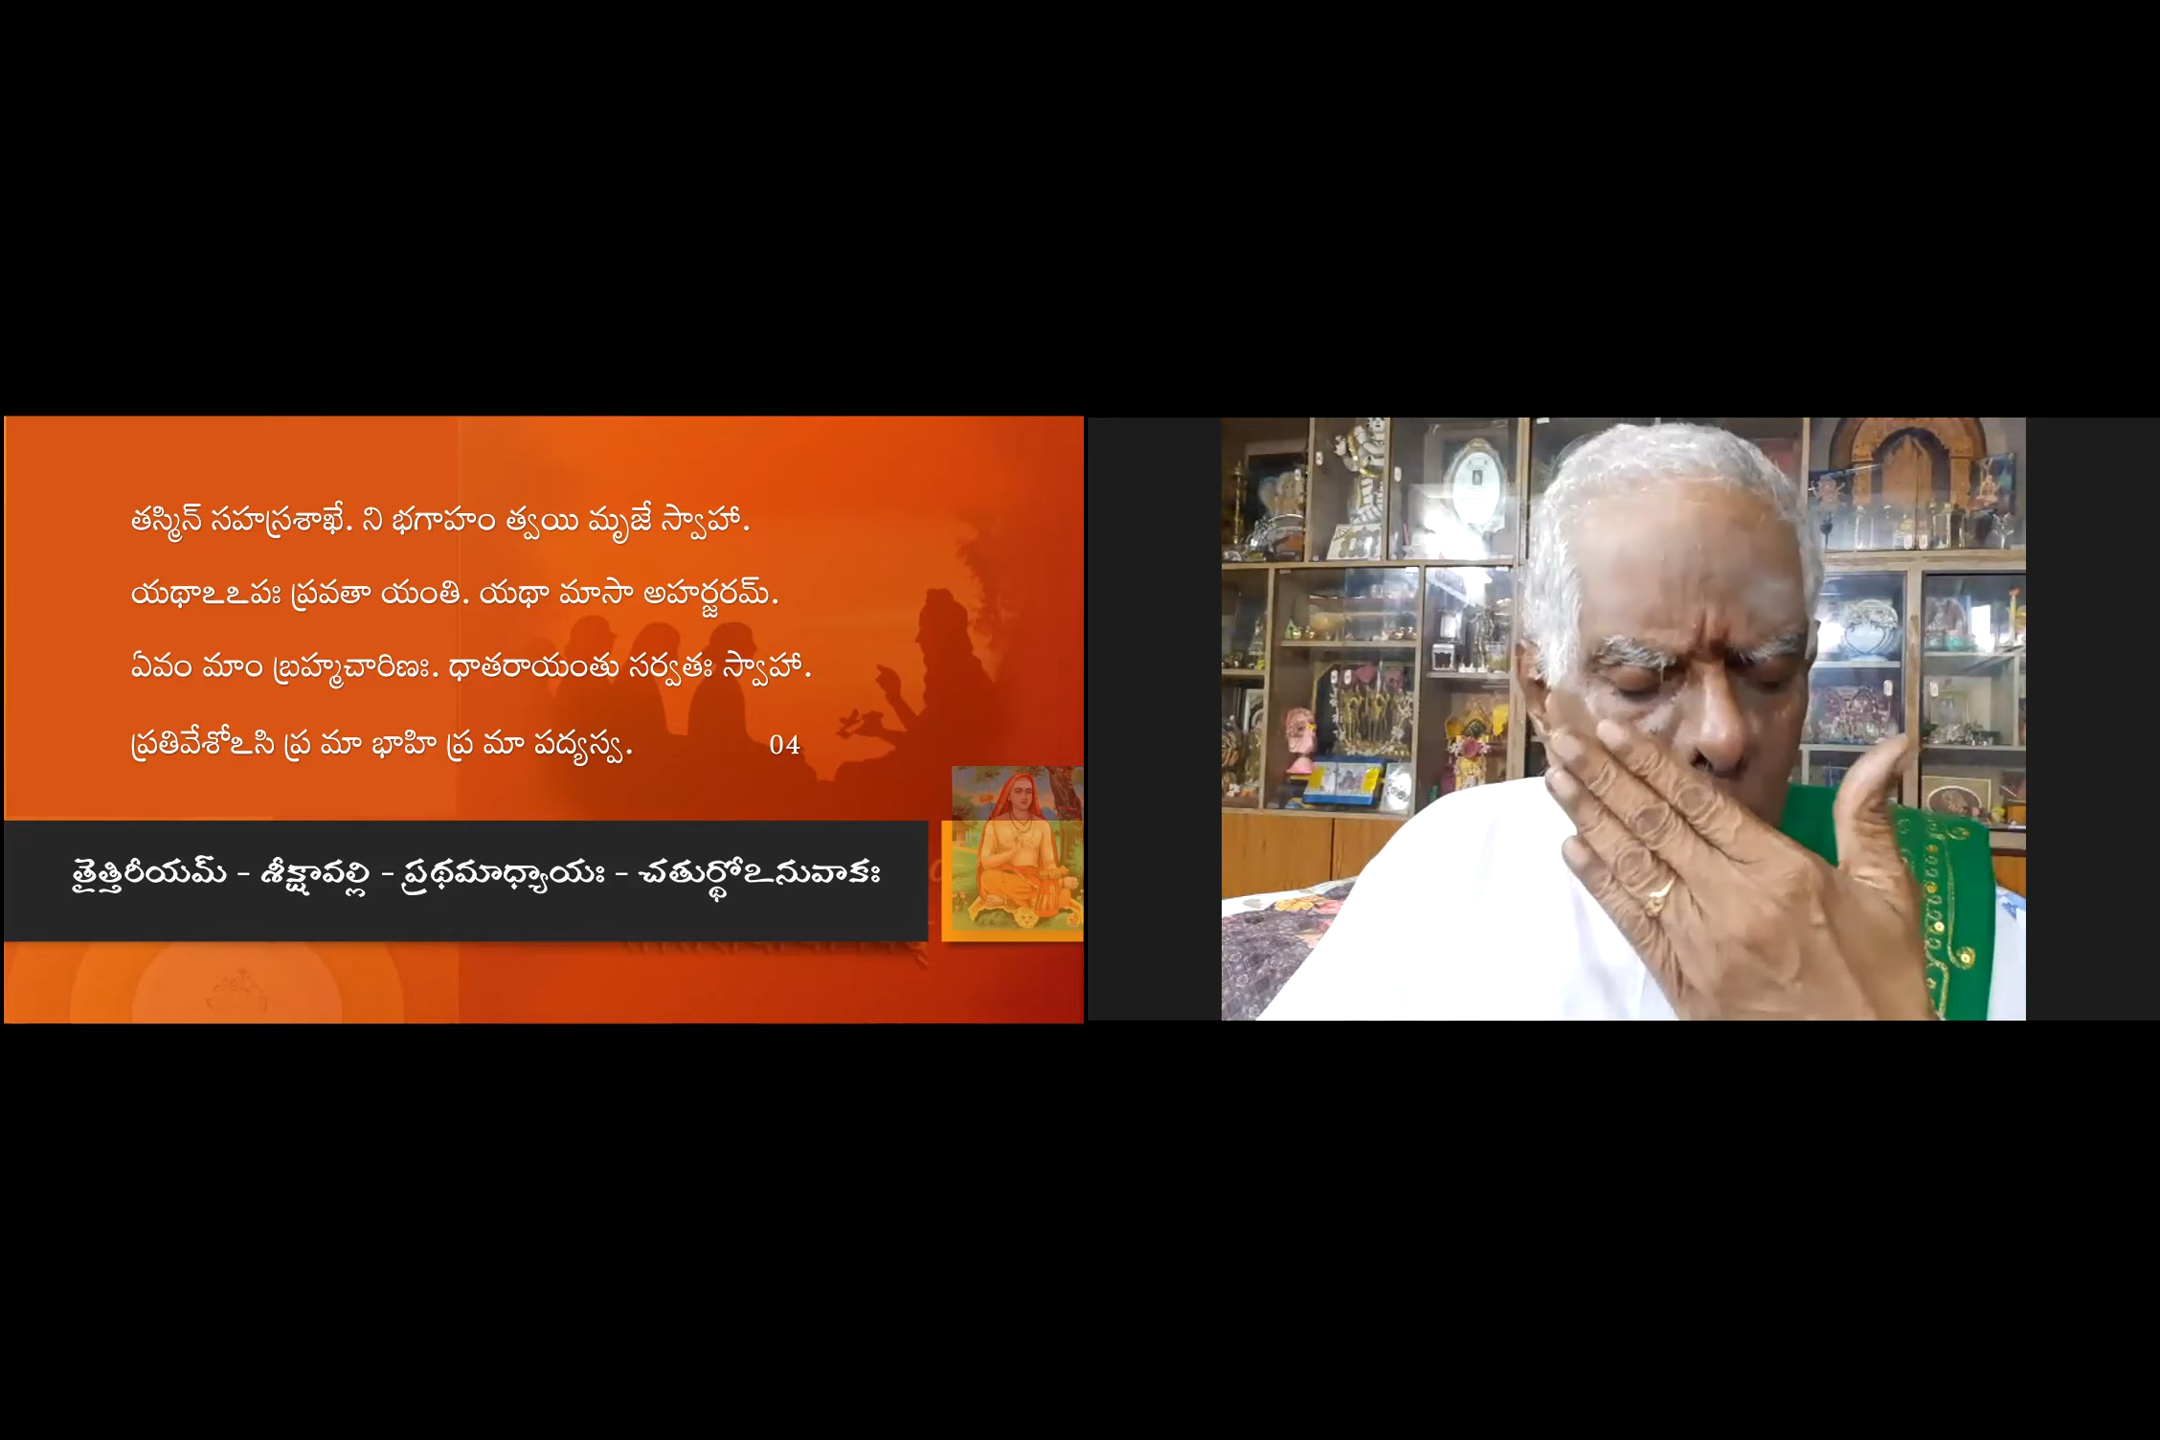 తస్మిన్ సహస్రశాఖే. ని భగాహం త్వయి మృజే స్వాహా.
యథాఽఽపః ప్రవతా యంతి. యథా మాసా అహర్జరమ్.
ఏవం మాం బ్రహ్మచారిణః. ధాతరాయంతు సర్వతః స్వాహా.
ప్రతివేశోఽసి ప్ర మా భాహి ప్ర మా పద్యస్వ. 04
తైత్తిరీయమ్ - శీక్షావల్లి - ప్రథమాధ్యాయః - చతుర్థోఽనువాకః